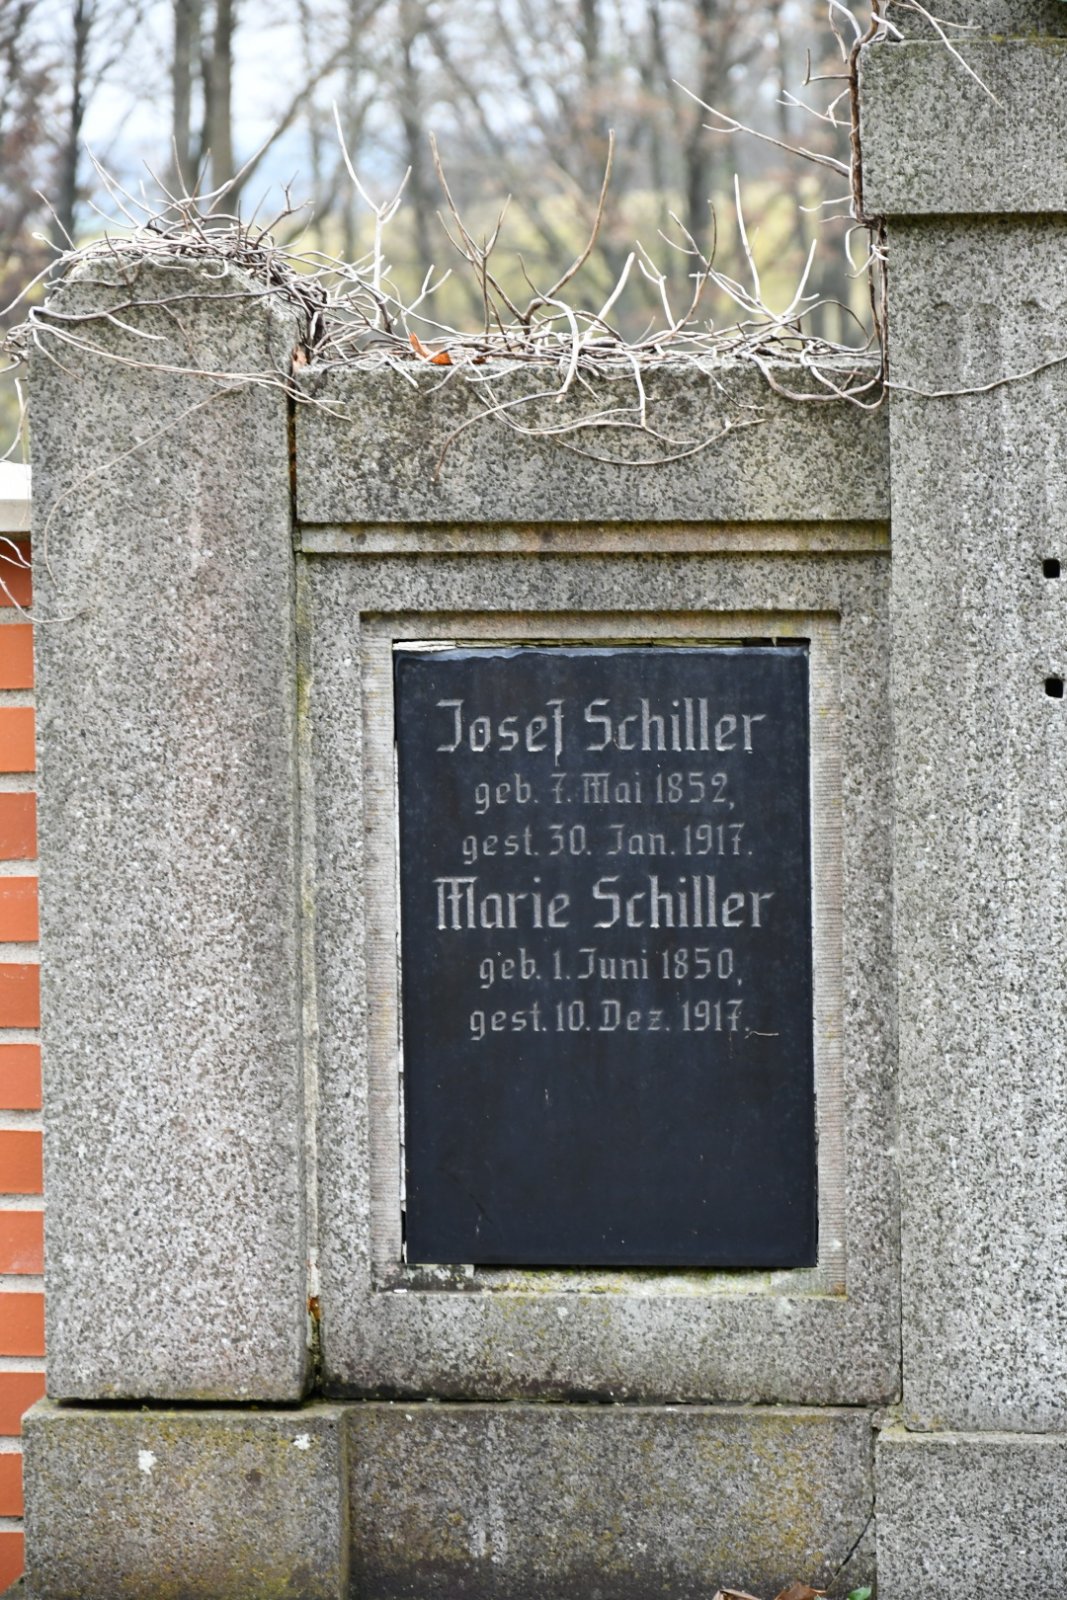 Josef Schiller
geb. 7. Mai 1852,
gest. 30. Jan. 1917.
Marie Schiller
geb. 1. Juni 1850,
gest. 10. Dez. 1917.